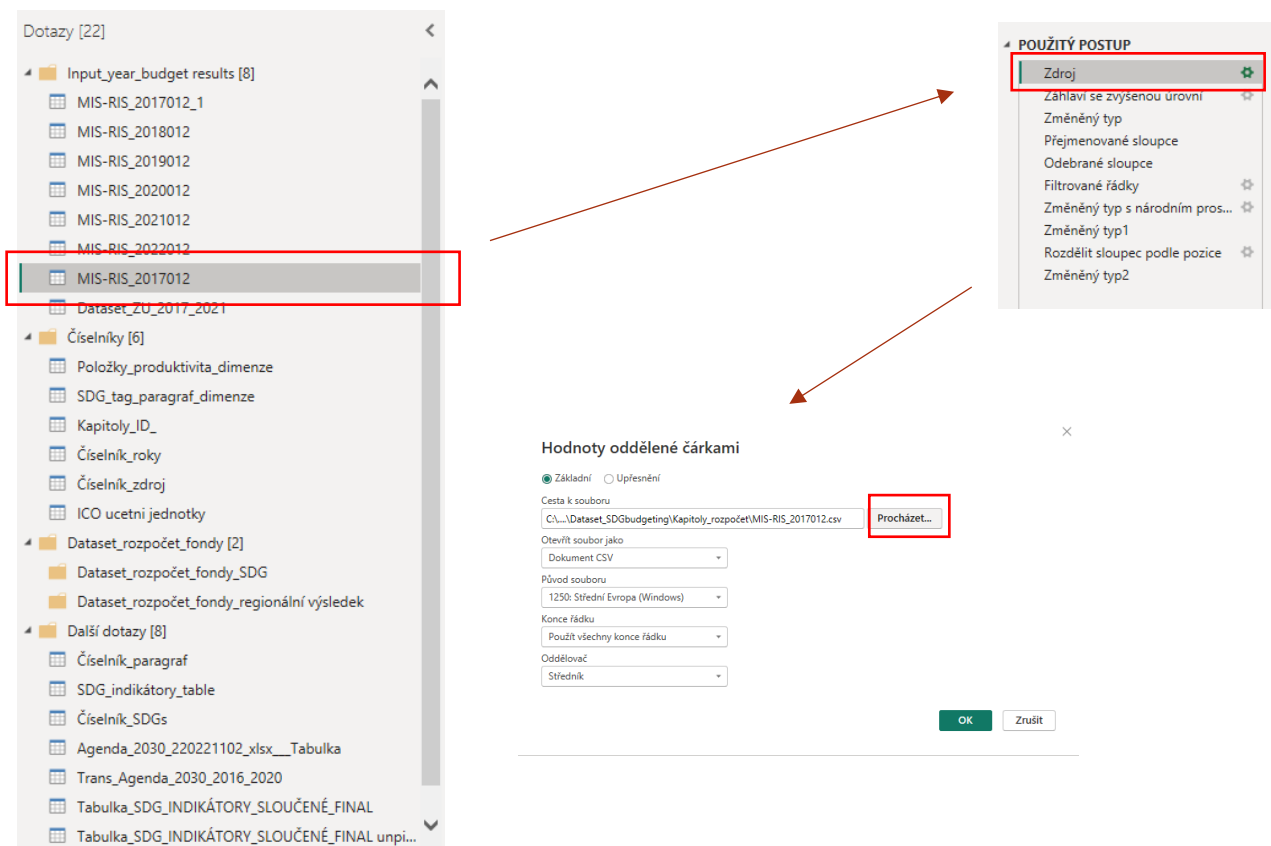 Dotazy [22]
Input_year_budget results [8]
MIS-RIS_2017012_1
MIS-RIS_2018012
MIS-RIS_2019012
MIS-RIS_2020012
MIS-RIS_2021012
MIS-RIS_2022012
MIS-RIS_2017012
Dataset_ZU_2017_2021
Číselníky [6]
Položky_produktivita_dimenze
SDG_tag_paragraf_dimenze
Kapitoly_ID_
Číselník_roky
Číselník_zdroj
ICO ucetni jednotky
Dataset_rozpočet_fondy [2]
Dataset_rozpočet_fondy_SDG
Dataset_rozpočet_fondy_regionální výsledek
Další dotazy [8]
Číselník_paragraf
SDG_indikátory_table
Číselník_SDGs
Agenda_2030_220221102_xlsx___Tabulka
Trans_Agenda_2030_2016_2020
Tabulka_SDG_INDIKÁTORY_SLOUČENÉ_FINAL
Tabulka_SDG_INDIKÁTORY_SLOUČENÉ_FINAL unpi...
POUŽITÝ POSTUP
Zdroj
Záhlaví se zvýšenou úrovní
Změněný typ
Přejmenované sloupce
Odebrané sloupce
Filtrované řádky
Změněný typ s národním pros...
Změněný typ1
Rozdělit sloupec podle pozice
Změněný typ2
Hodnoty oddělené čárkami
Základní Upřesnění
Cesta k souboru
C:\...\Dataset_SDGbudgeting\Kapitoly_rozpočet\MIS-RIS_2017012.csv Procházet...
Otevřít soubor jako
Dokument CSV
Původ souboru
1250: Střední Evropa (Windows)
Konce řádku
Použít všechny konce řádku
Oddělovač
Středník
OK Zrušit